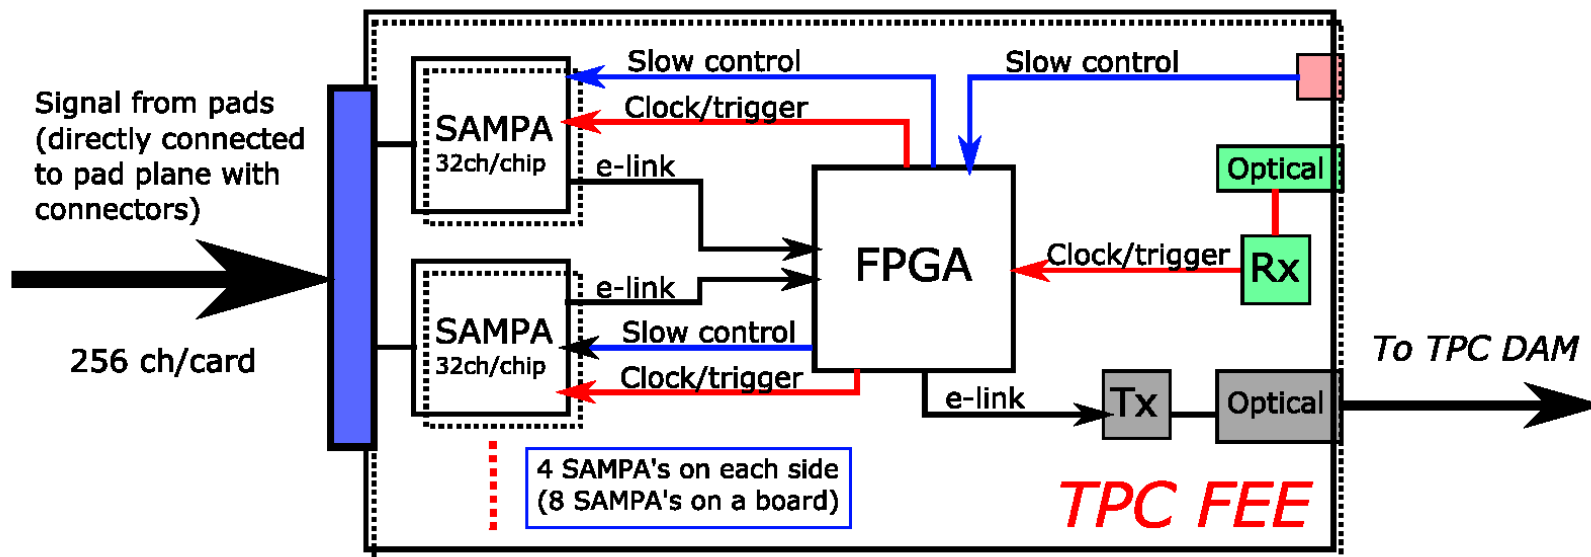 Signal from pads
(directly connected
to pad plane with
connectors)
256 ch/card
SAMPA
32ch/chip
Slow control
Clock/trigger
e-link
SAMPA
32ch/chip
e-link
Slow control
Clock/trigger
FPGA
Slow control
Optical
Clock/trigger
Rx
e-link
Tx
Optical
To TPC DAM
4 SAMPA's on each side
(8 SAMPA's on a board)
TPC FEE